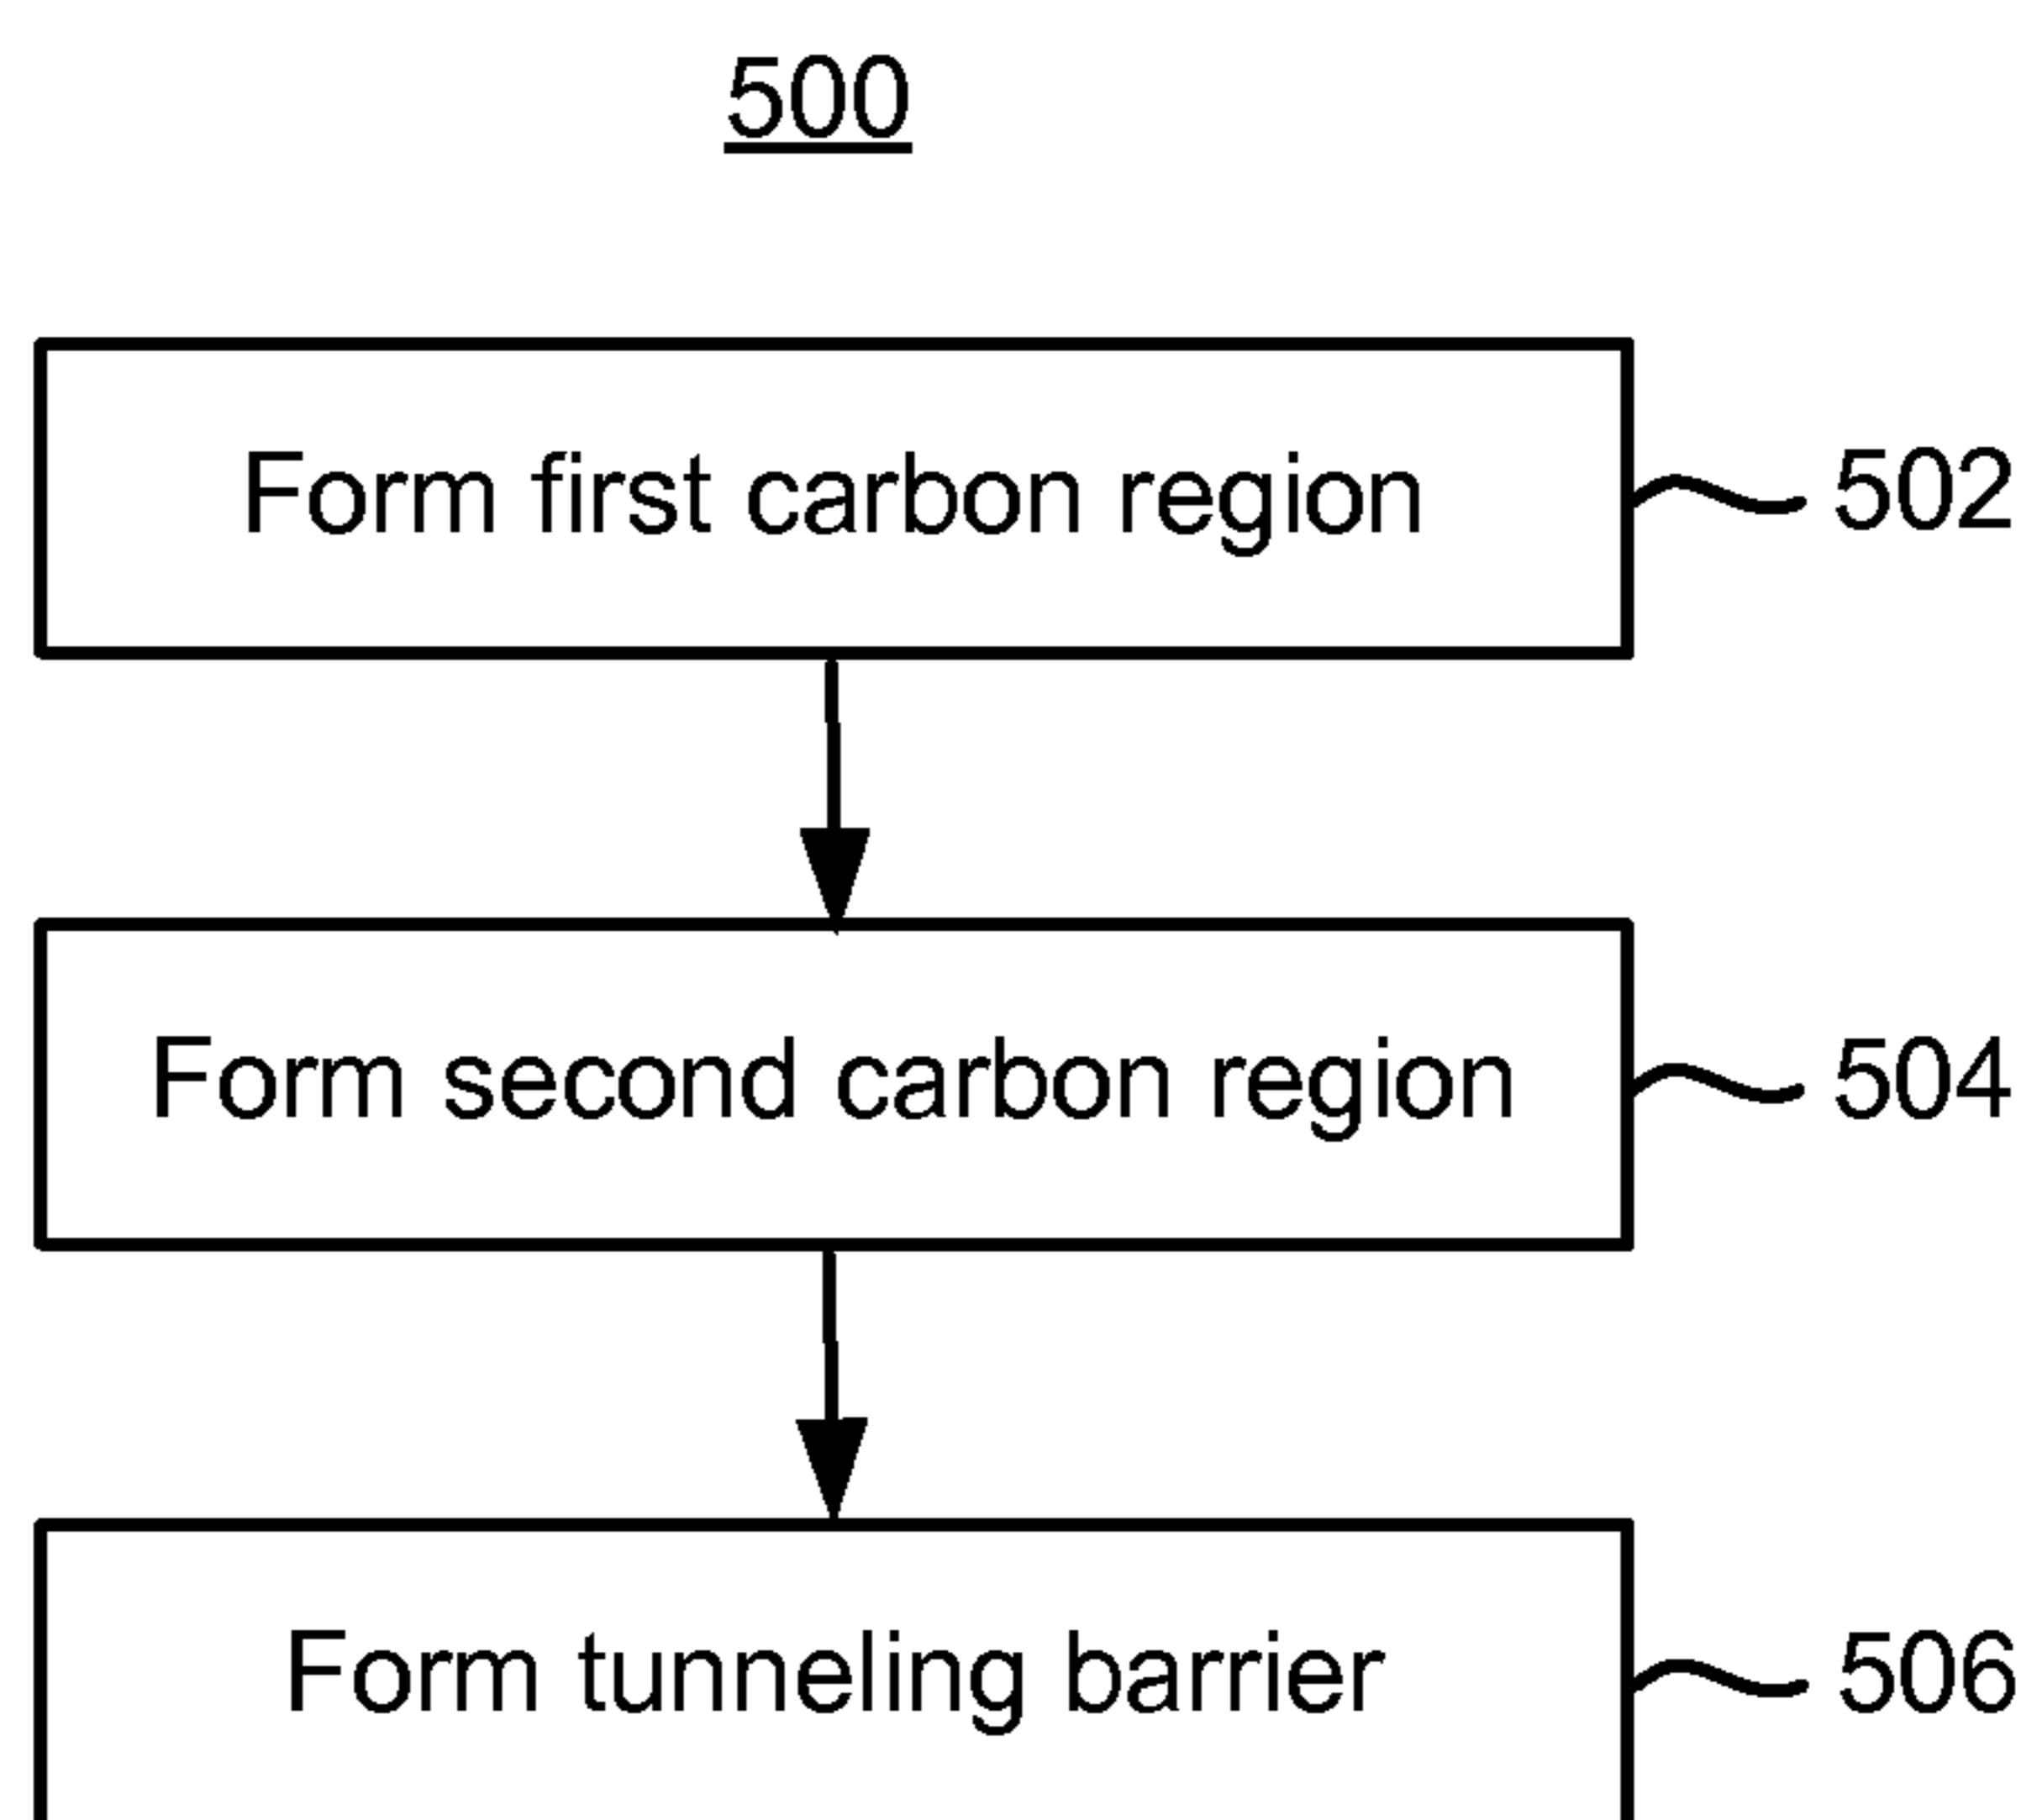 500
Form first carbon region
502
Form second carbon region
504
Form tunneling barrier
506